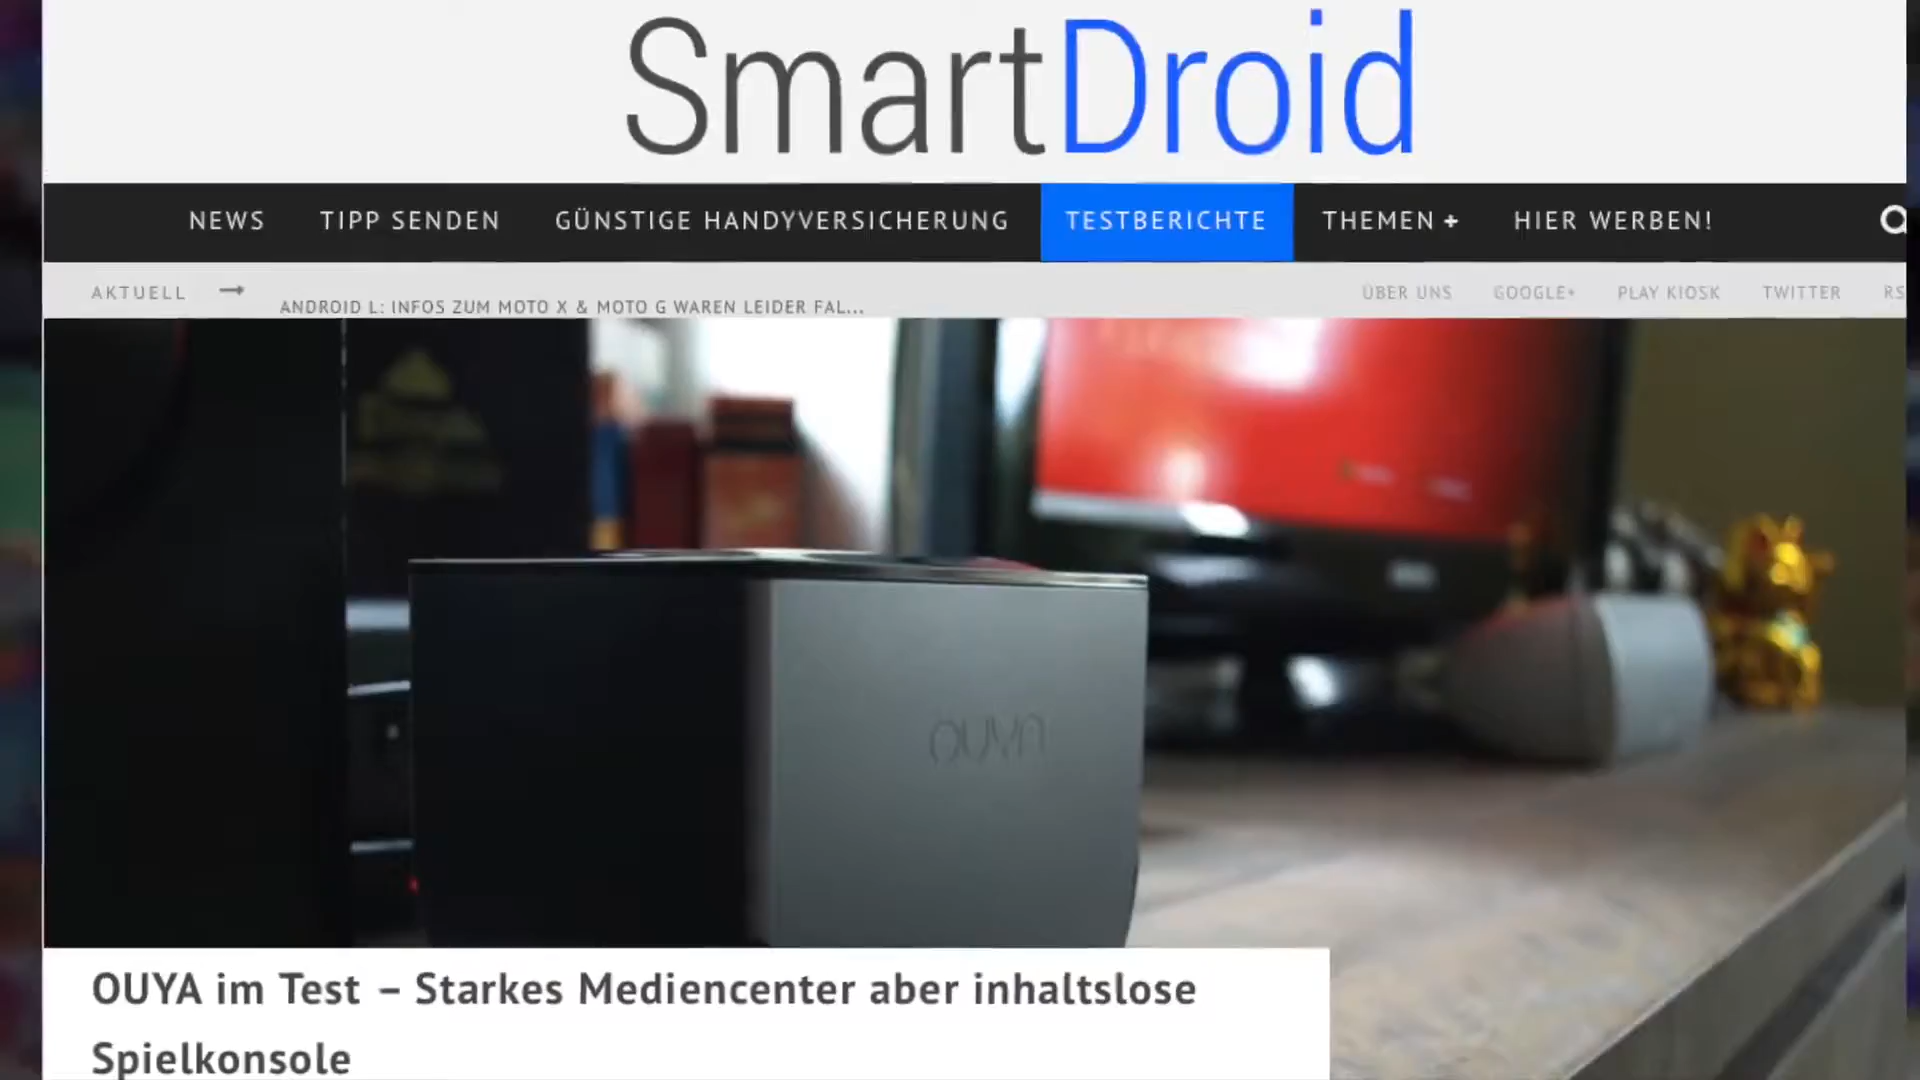 SmartDroid
NEWS TIPP SENDEN GÜNSTIGE HANDYVERSICHERUNG TESTBERICHTE THEMEN + HIER WERBEN!
AKTUELL → ANDROID L: INFOS ZUM MOTO X & MOTO G WAREN LEIDER FAL... ÜBER UNS GOOGLE+ PLAY KIOSK TWITTER RS
OUYA
OUYA im Test – Starkes Mediencenter aber inhaltslose
Spielkonsole